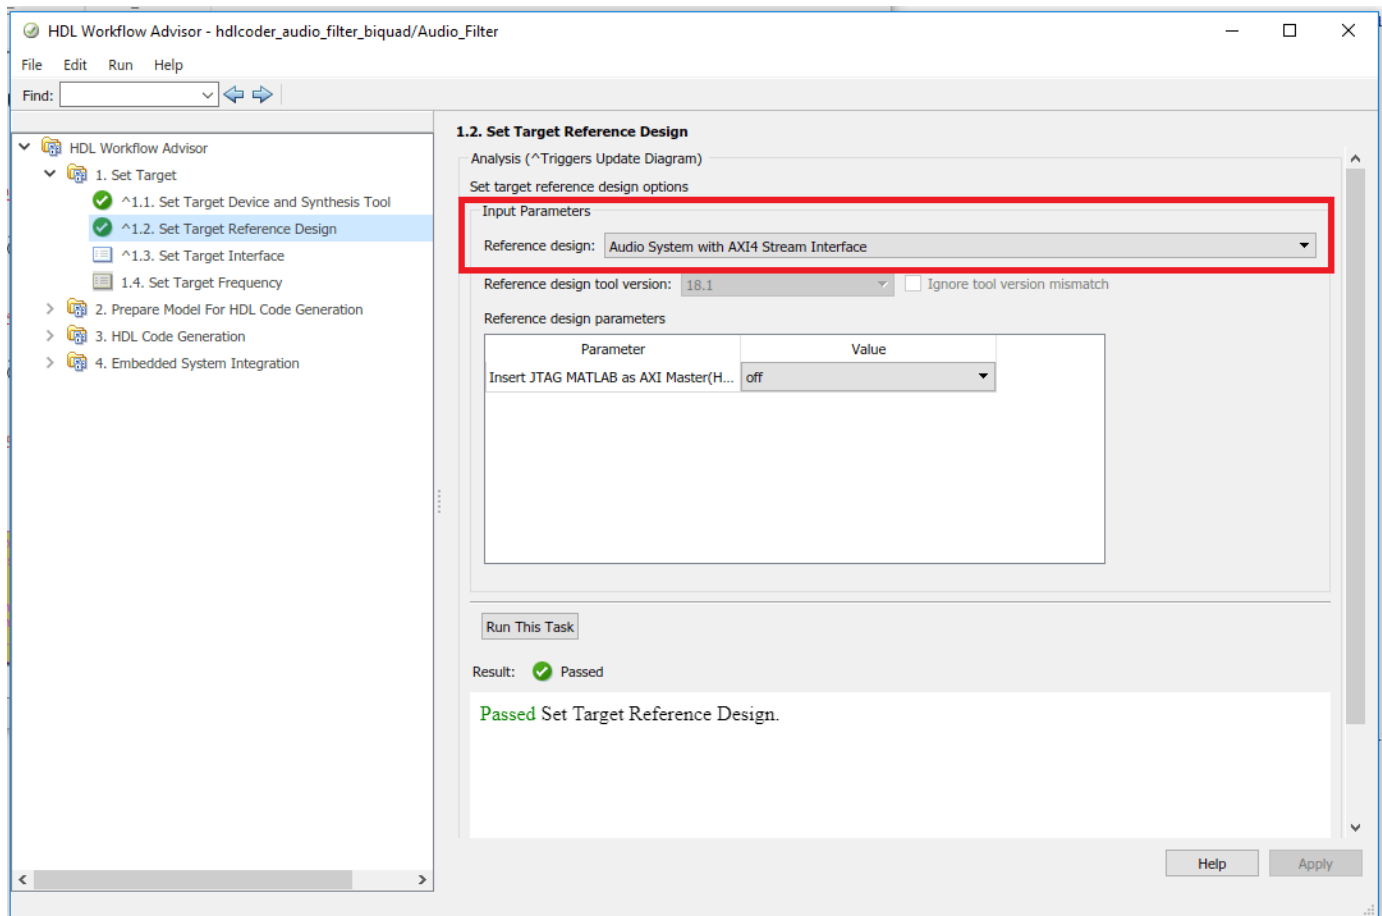 HDL Workflow Advisor - hdlcoder_audio_filter_biquad/Audio_Filter
File Edit Run Help
Find:
HDL Workflow Advisor
1. Set Target
^1.1. Set Target Device and Synthesis Tool
^1.2. Set Target Reference Design
^1.3. Set Target Interface
1.4. Set Target Frequency
2. Prepare Model For HDL Code Generation
3. HDL Code Generation
4. Embedded System Integration
1.2. Set Target Reference Design
Analysis (^Triggers Update Diagram)
Set target reference design options
Input Parameters
Reference design: Audio System with AXI4 Stream Interface
Reference design tool version: 18.1 Ignore tool version mismatch
Reference design parameters
Parameter Value
Insert JTAG MATLAB as AXI Master(H... off
Run This Task
Result: Passed
Passed Set Target Reference Design.
Help Apply